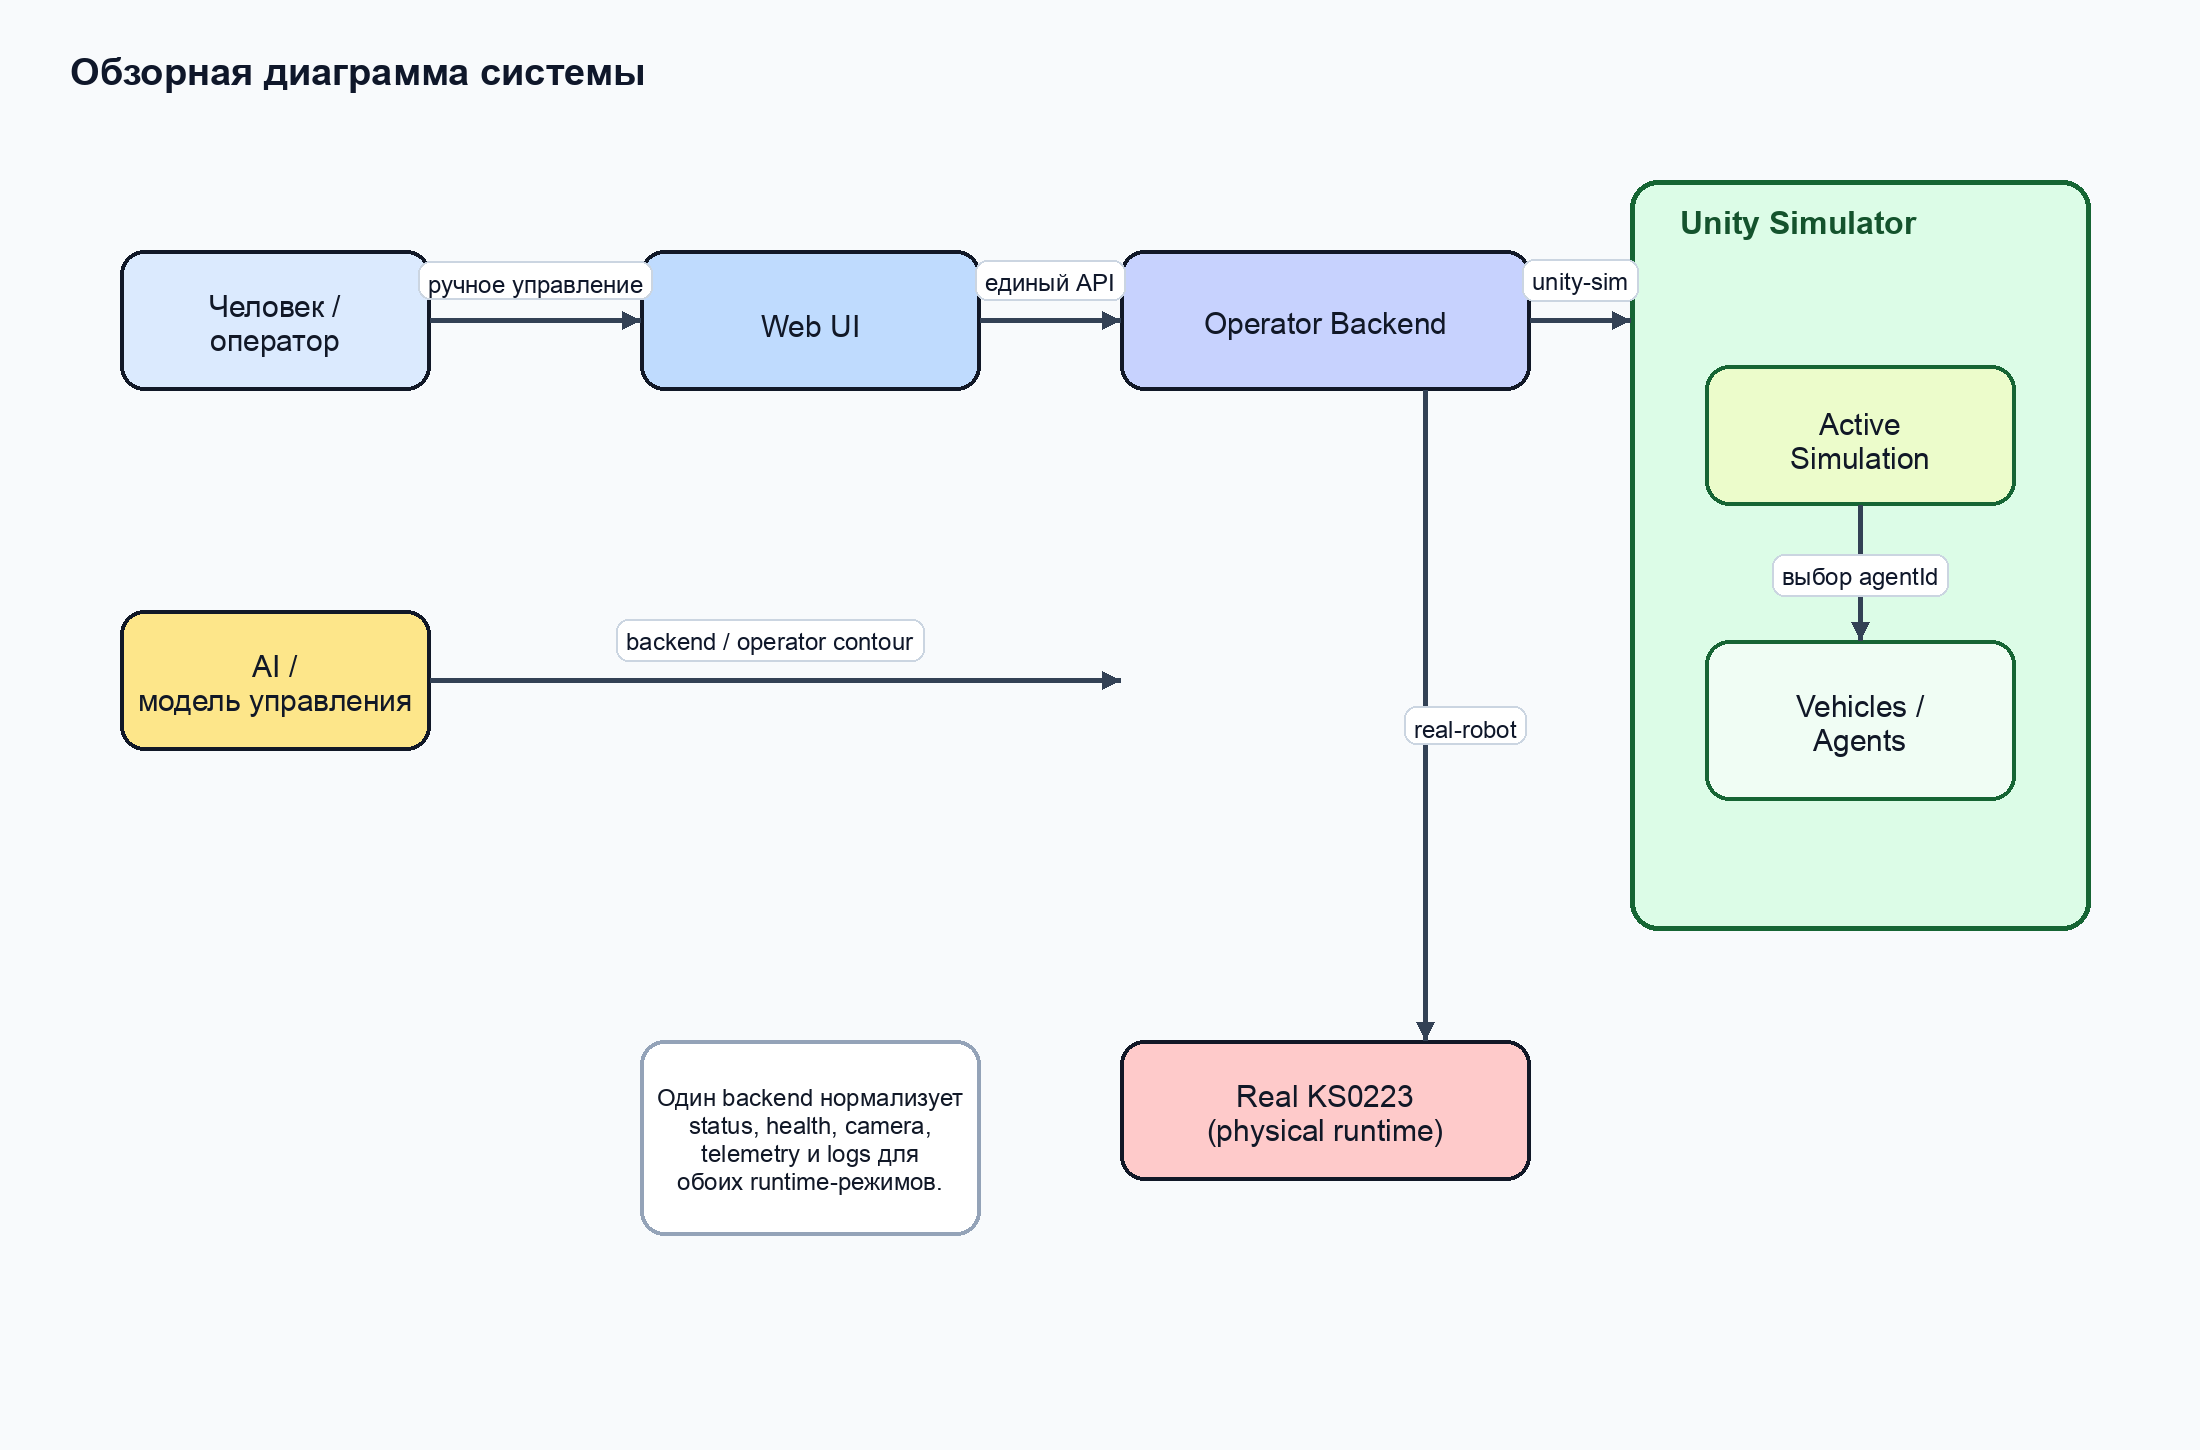 Обзорная диаграмма системы
Человек /
оператор
ручное управление
Web UI
единый API
Operator Backend
unity-sim
Unity Simulator
Active
Simulation
выбор agentId
Vehicles /
Agents
AI /
модель управления
backend / operator contour
real-robot
Один backend нормализует
status, health, camera,
telemetry и logs для
обоих runtime-режимов.
Real KS0223
(physical runtime)